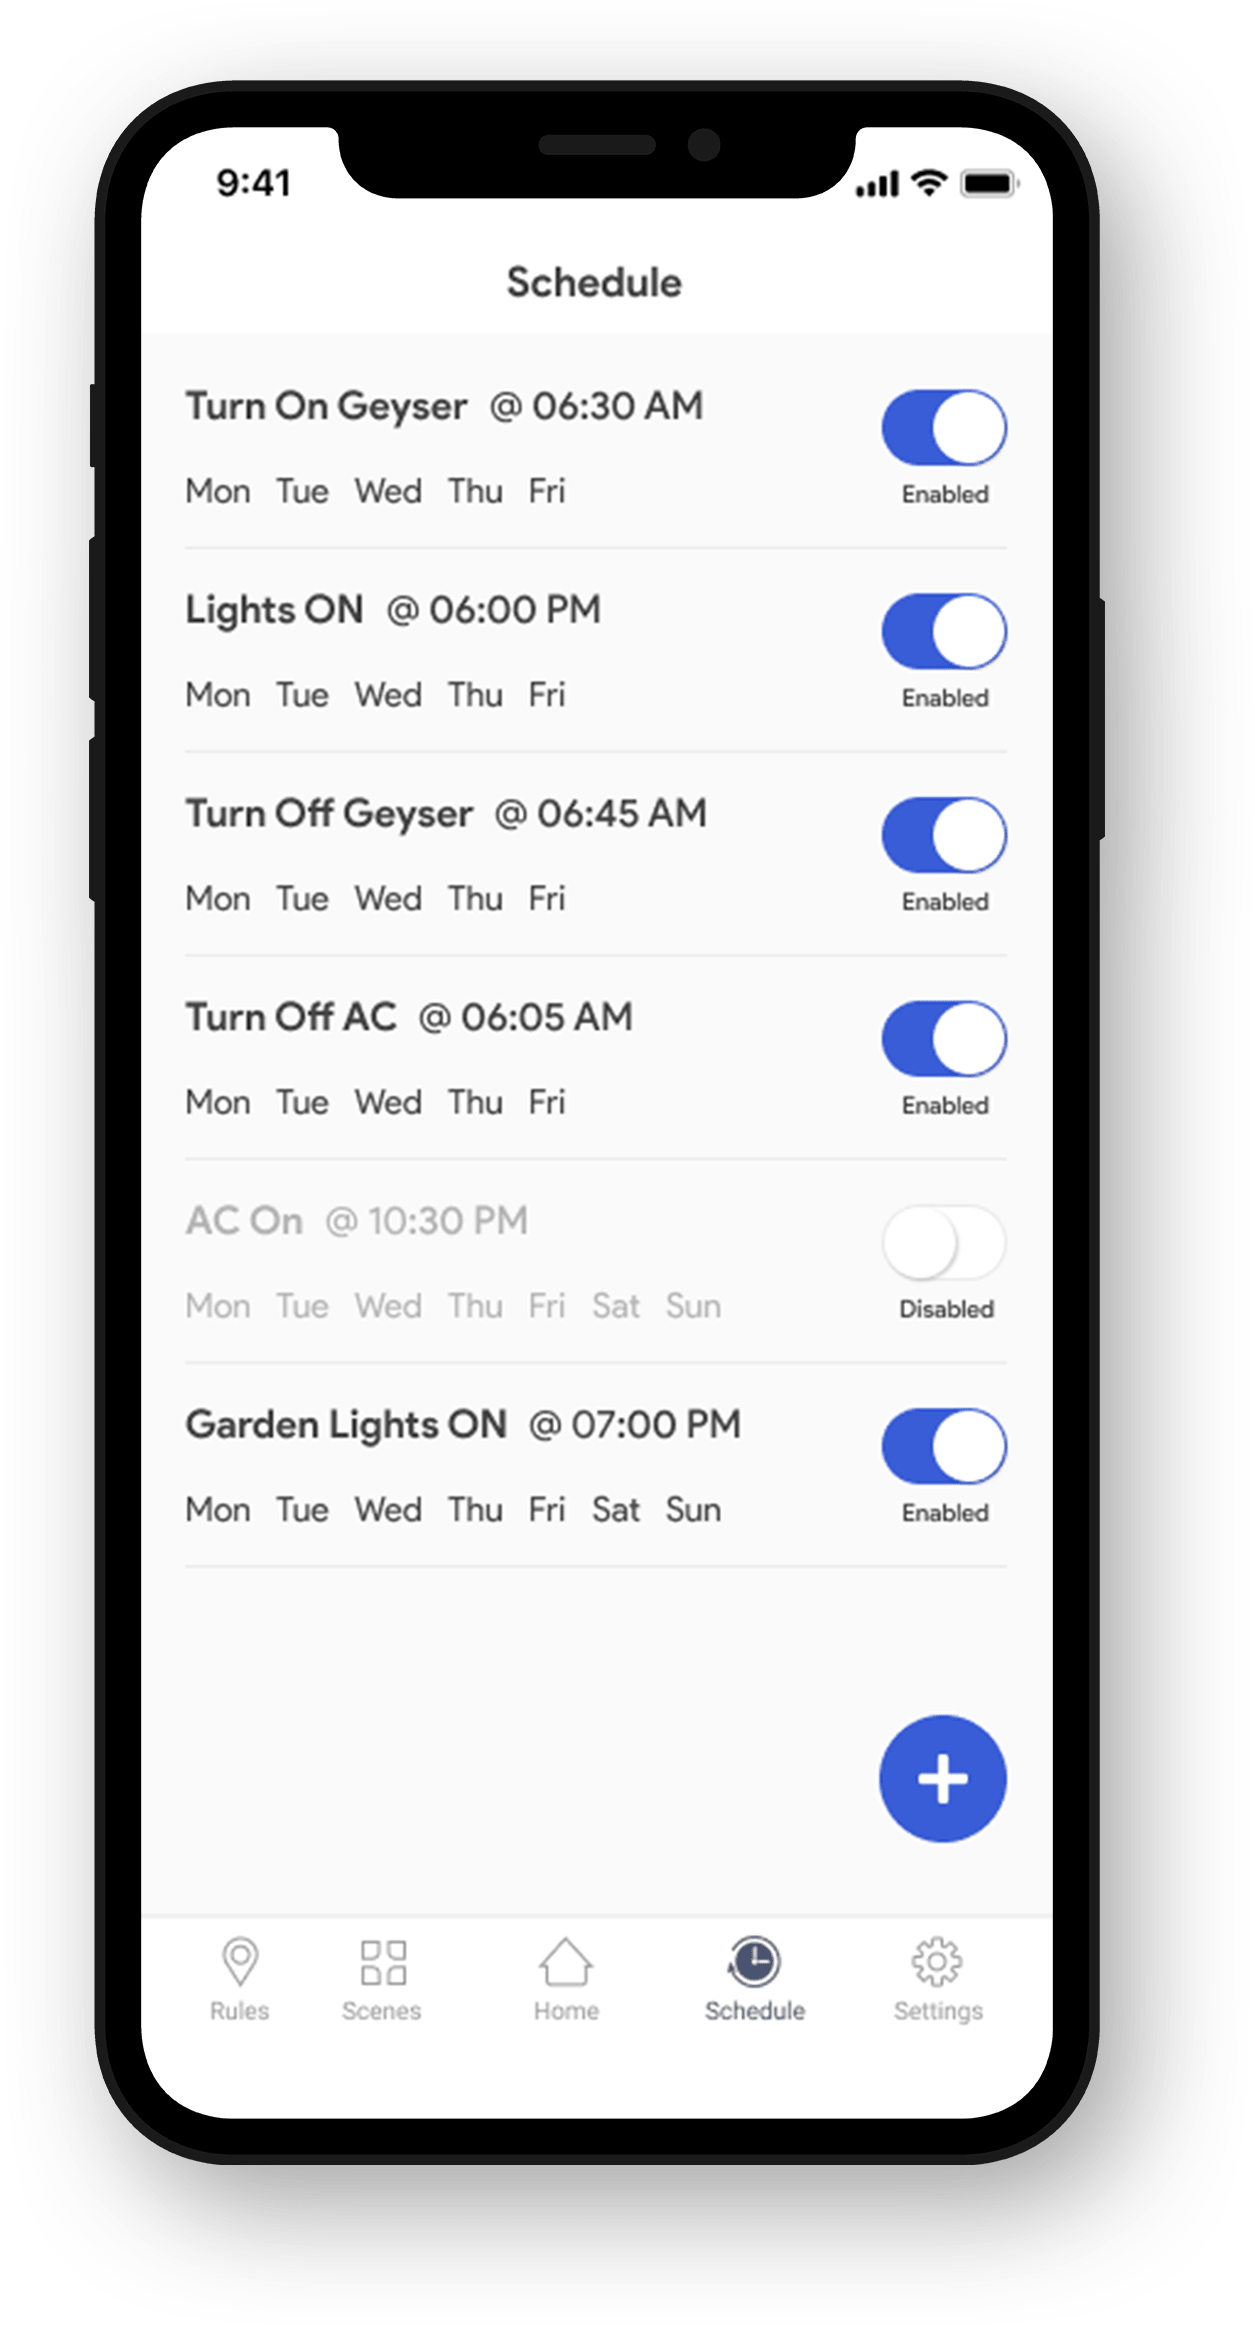 9:41
Schedule
Turn On Geyser @ 06:30 AM
Mon Tue Wed Thu Fri
Enabled
Lights ON @ 06:00 PM
Mon Tue Wed Thu Fri
Enabled
Turn Off Geyser @ 06:45 AM
Mon Tue Wed Thu Fri
Enabled
Turn Off AC @ 06:05 AM
Mon Tue Wed Thu Fri
Enabled
AC On @ 10:30 PM
Mon Tue Wed Thu Fri Sat Sun
Disabled
Garden Lights ON @ 07:00 PM
Mon Tue Wed Thu Fri Sat Sun
Enabled
Rules Scenes Home Schedule Settings